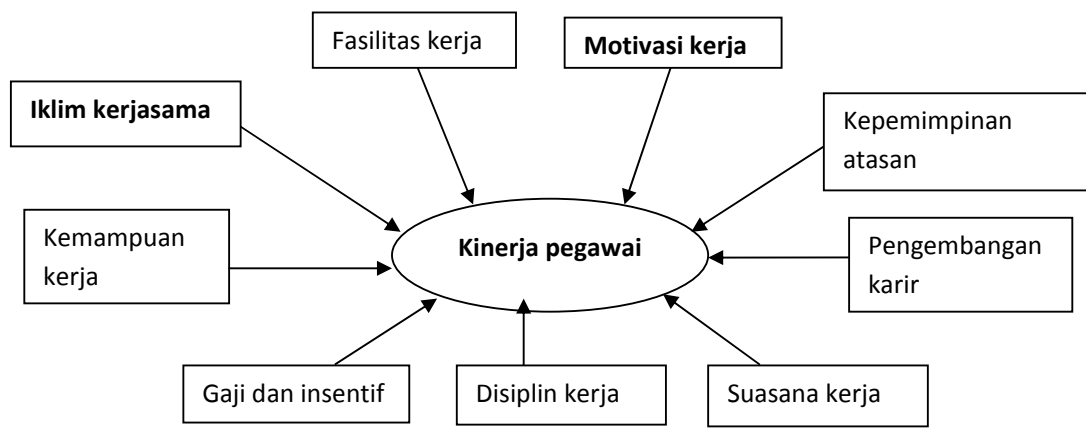 Fasilitas kerja
Motivasi kerja
Iklim kerjasama
Kepemimpinan
atasan
Kemampuan
kerja
Kinerja pegawai
Pengembangan
karir
Gaji dan insentif
Disiplin kerja
Suasana kerja